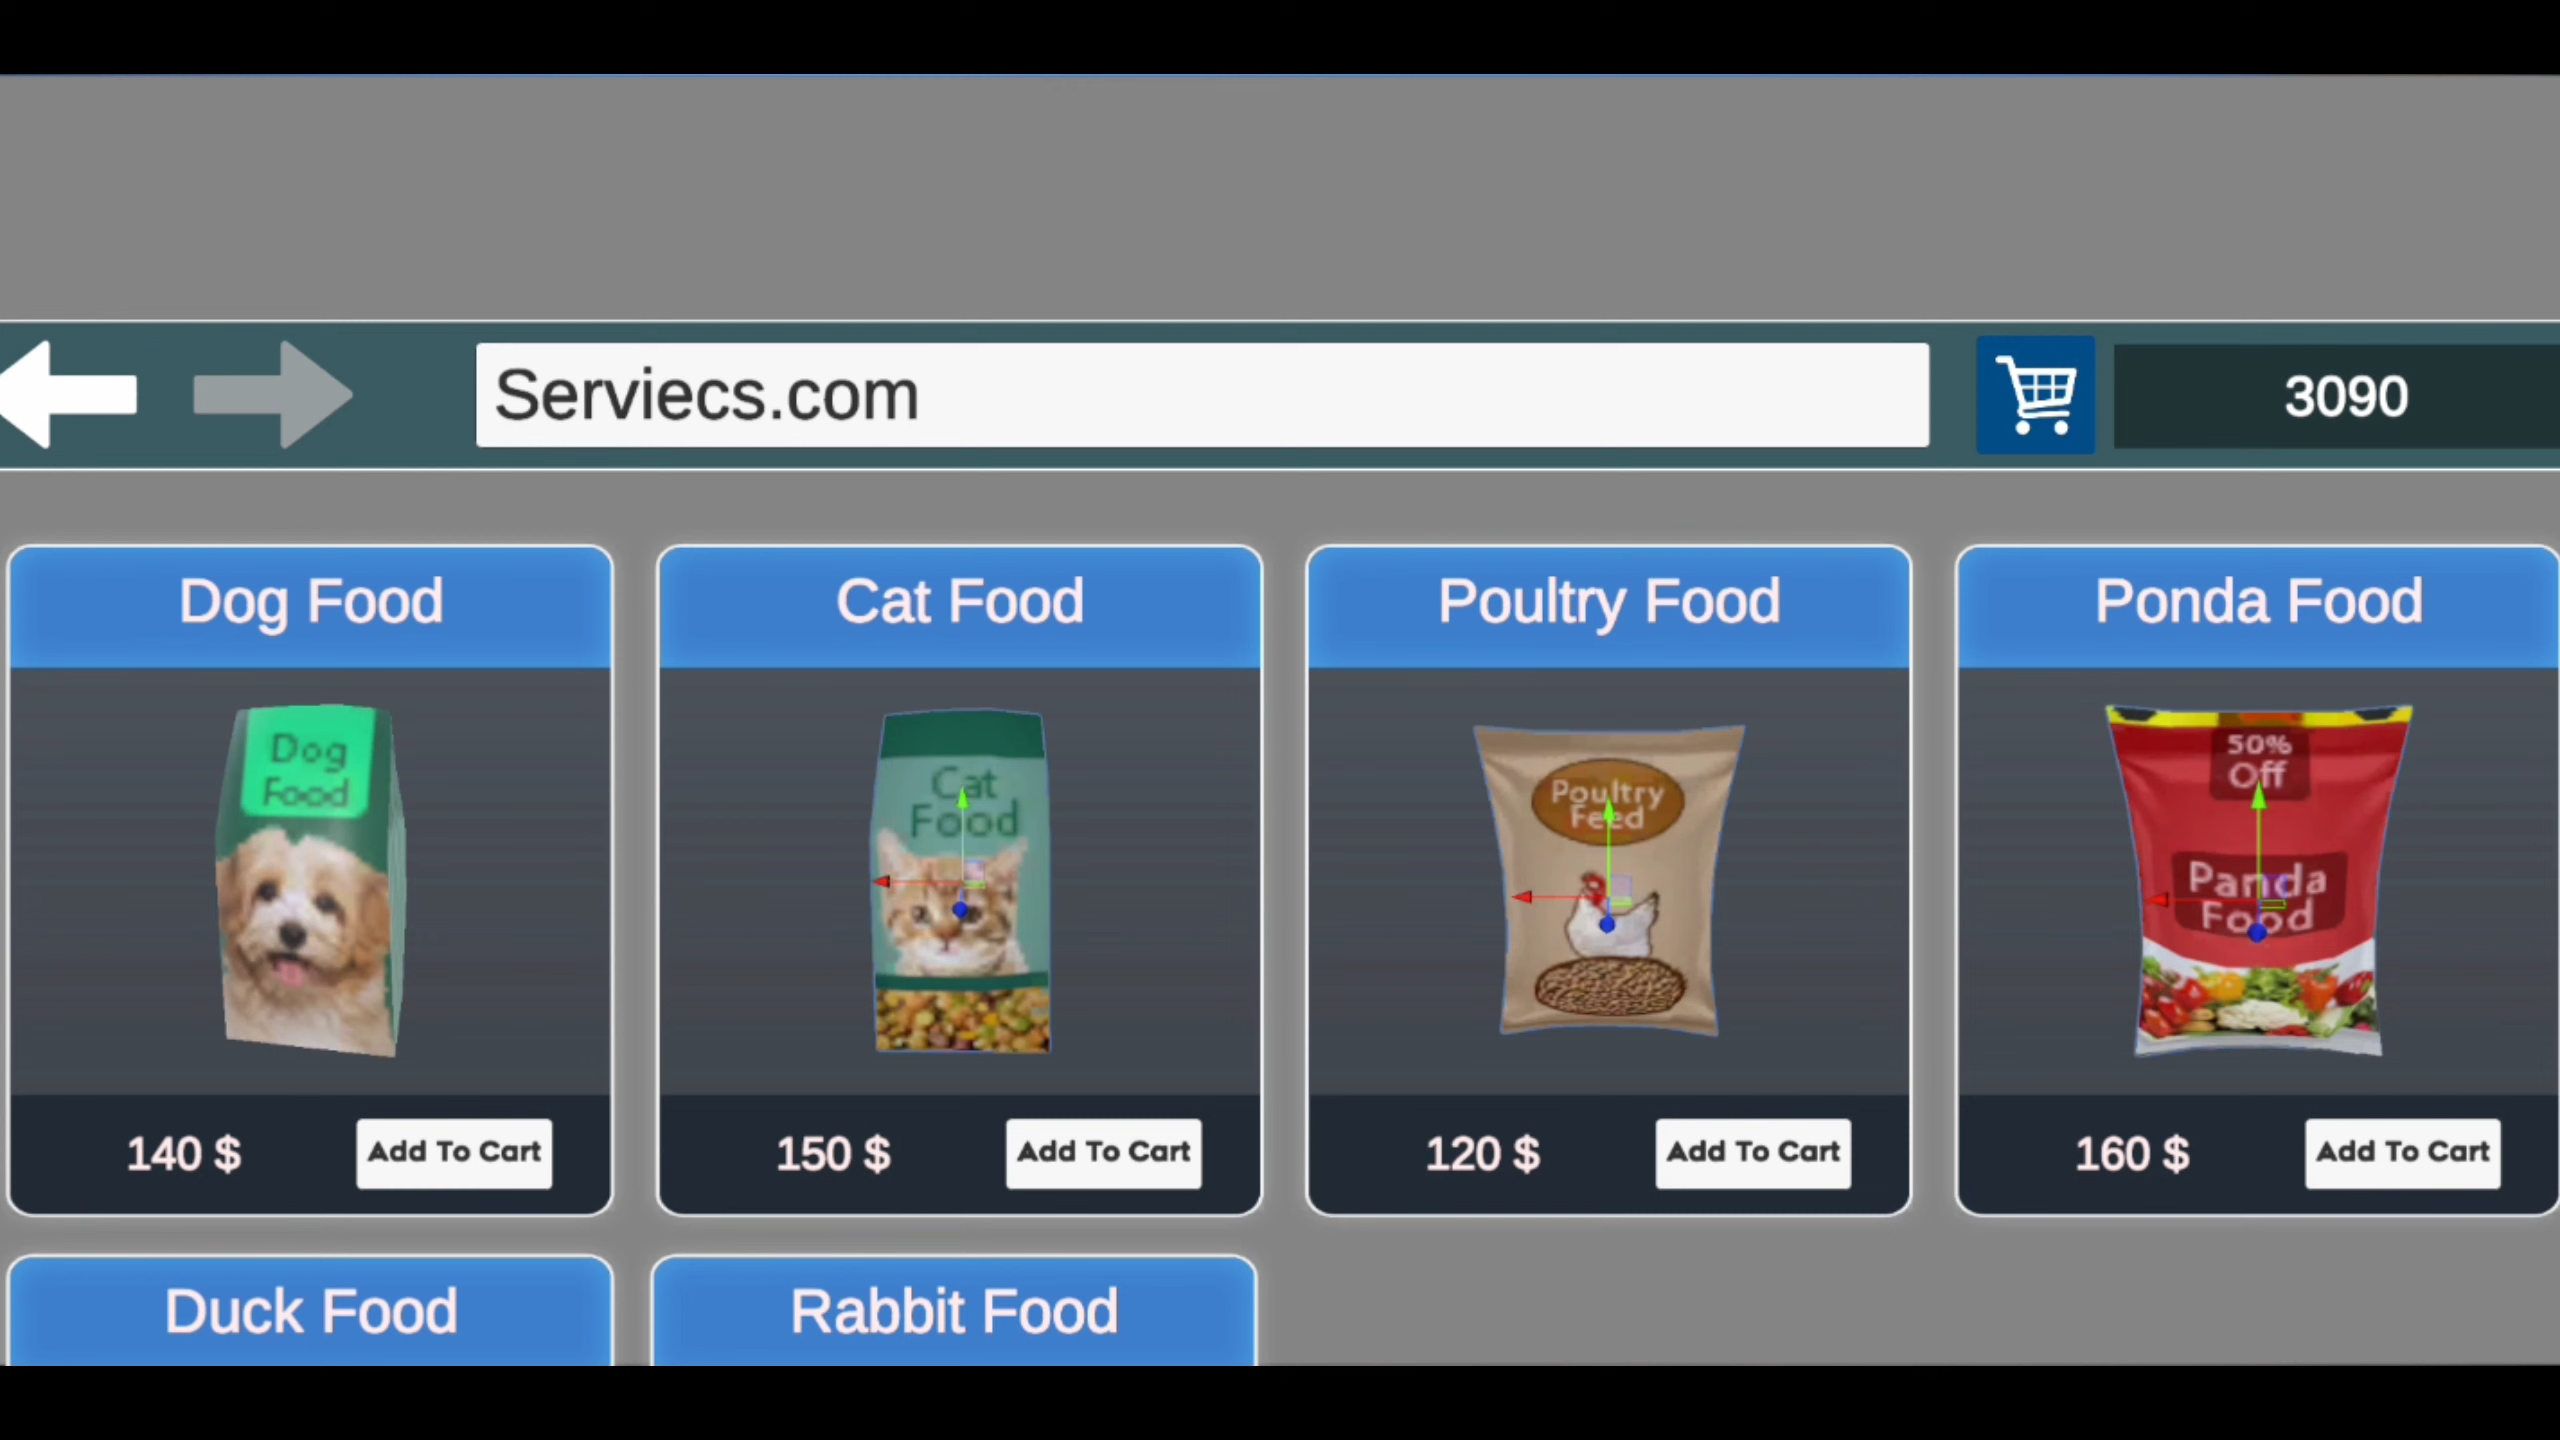 Serviecs.com
3090
Dog Food
Cat Food
Poultry Food
Ponda Food
Dog
Food
Cat
Food
Poultry
Feed
50%
Off
Panda
Food
140 $
Add To Cart
150 $
Add To Cart
120 $
Add To Cart
160 $
Add To Cart
Duck Food
Rabbit Food